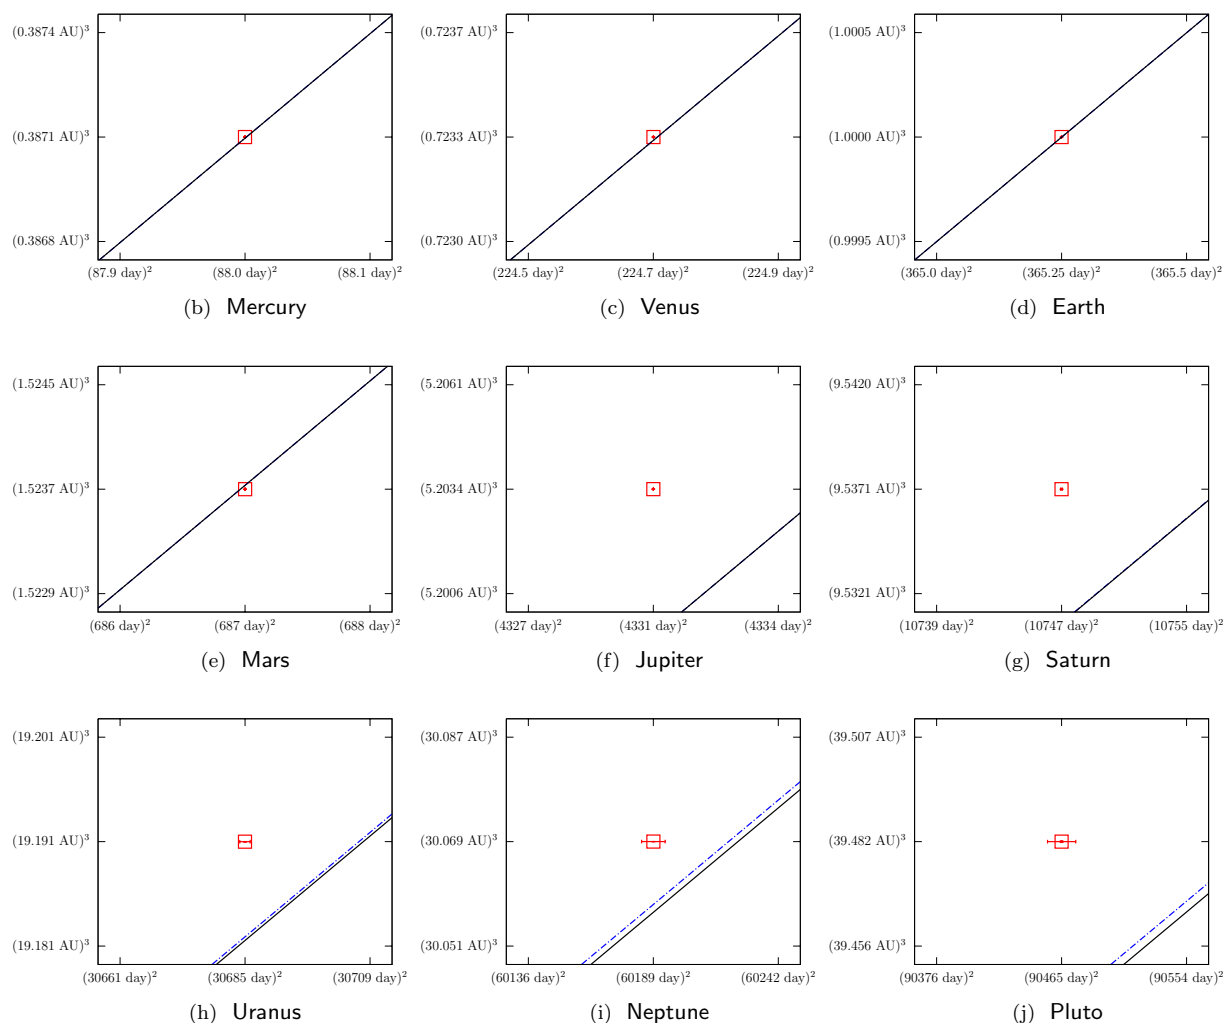 (0.3874 AU)³ (0.7237 AU)³ (1.0005 AU)³
(0.3871 AU)³ (0.7233 AU)³ (1.0000 AU)³
(0.3868 AU)³ (0.7230 AU)³ (0.9995 AU)³
(87.9 day)² (88.0 day)² (88.1 day)² (224.5 day)² (224.7 day)² (224.9 day)² (365.0 day)² (365.25 day)² (365.5 day)²
(b) Mercury (c) Venus (d) Earth
(1.5245 AU)³ (5.2061 AU)³ (9.5420 AU)³
(1.5237 AU)³ (5.2034 AU)³ (9.5371 AU)³
(1.5229 AU)³ (5.2006 AU)³ (9.5321 AU)³
(686 day)² (687 day)² (688 day)² (4327 day)² (4331 day)² (4334 day)² (10739 day)² (10747 day)² (10755 day)²
(e) Mars (f) Jupiter (g) Saturn
(19.201 AU)³ (30.087 AU)³ (39.507 AU)³
(19.191 AU)³ (30.069 AU)³ (39.482 AU)³
(19.181 AU)³ (30.051 AU)³ (39.456 AU)³
(30661 day)² (30685 day)² (30709 day)² (60136 day)² (60189 day)² (60242 day)² (90376 day)² (90465 day)² (90554 day)²
(h) Uranus (i) Neptune (j) Pluto